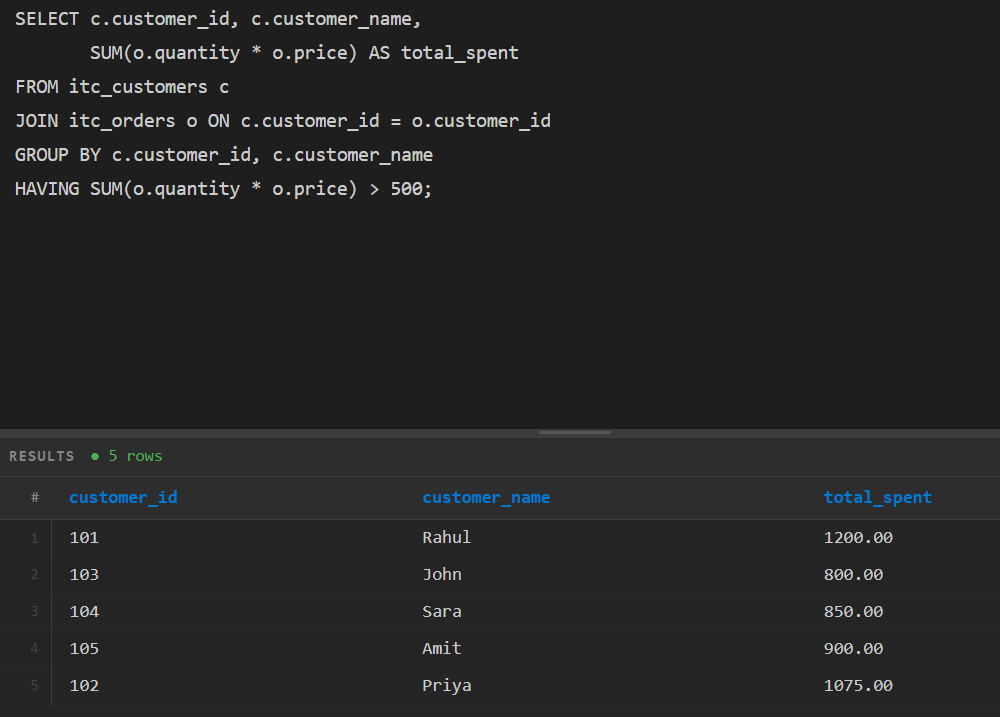 SELECT c.customer_id, c.customer_name,
       SUM(o.quantity * o.price) AS total_spent
FROM itc_customers c
JOIN itc_orders o ON c.customer_id = o.customer_id
GROUP BY c.customer_id, c.customer_name
HAVING SUM(o.quantity * o.price) > 500;
RESULTS ● 5 rows
# customer_id customer_name total_spent
1 101 Rahul 1200.00
2 103 John 800.00
3 104 Sara 850.00
4 105 Amit 900.00
5 102 Priya 1075.00